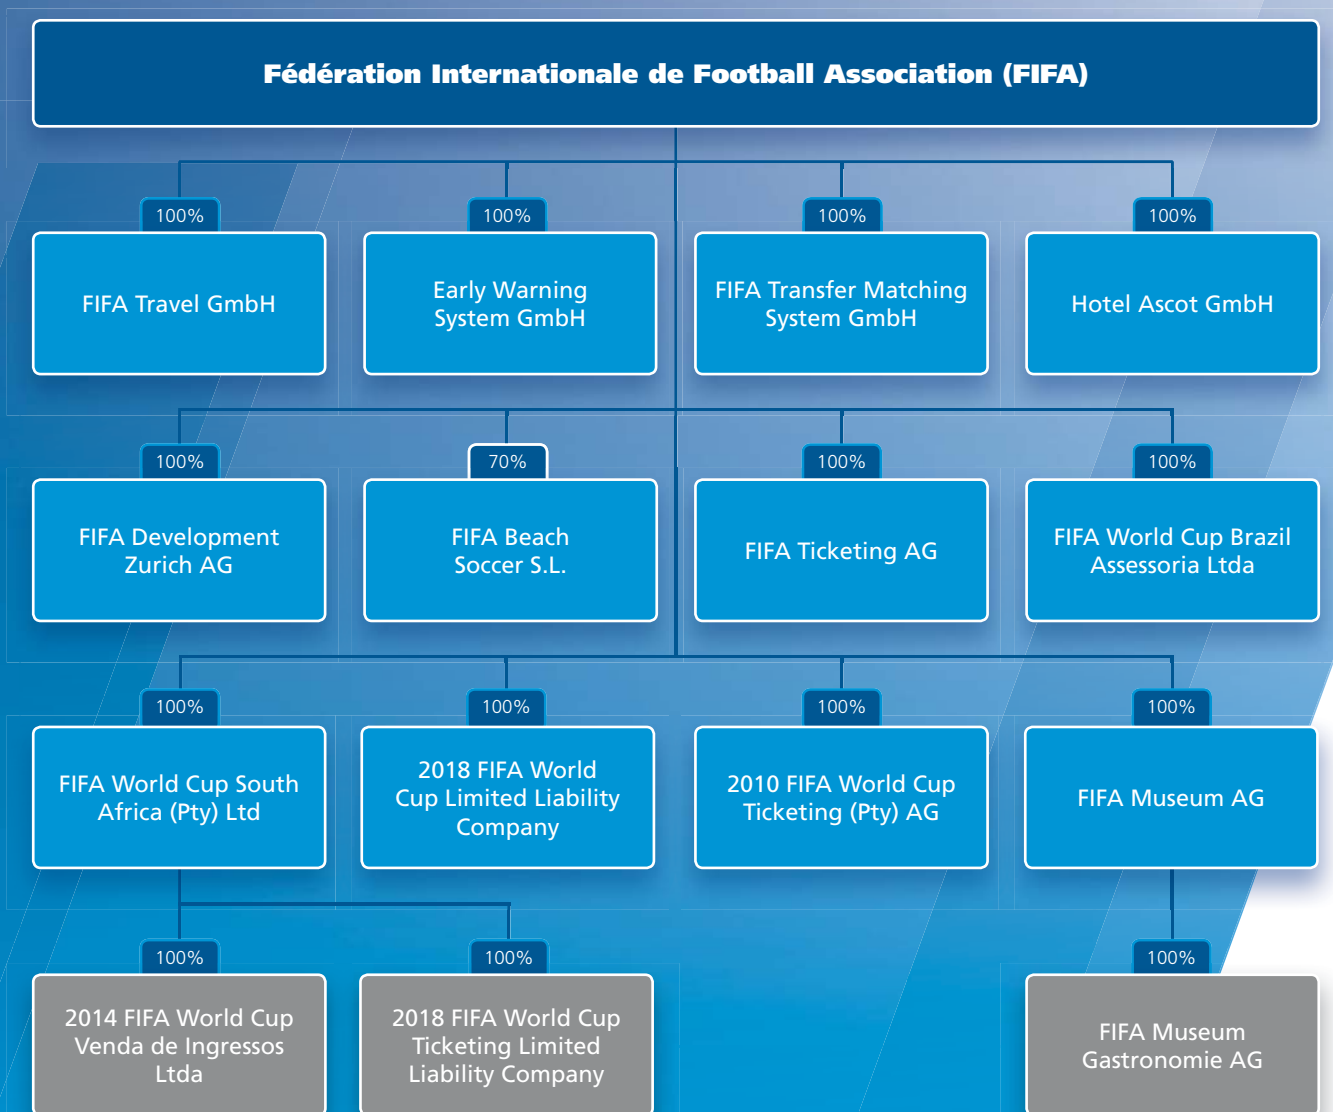 Fédération Internationale de Football Association (FIFA)
100%
100%
100%
100%
FIFA Travel GmbH
Early Warning
System GmbH
FIFA Transfer Matching
System GmbH
Hotel Ascot GmbH
100%
70%
100%
100%
FIFA Development
Zurich AG
FIFA Beach
Soccer S.L.
FIFA Ticketing AG
FIFA World Cup Brazil
Assessoria Ltda
100%
100%
100%
100%
FIFA World Cup South
Africa (Pty) Ltd
2018 FIFA World
Cup Limited Liability
Company
2010 FIFA World Cup
Ticketing (Pty) AG
FIFA Museum AG
100%
100%
100%
2014 FIFA World Cup
Venda de Ingressos
Ltda
2018 FIFA World Cup
Ticketing Limited
Liability Company
FIFA Museum
Gastronomie AG